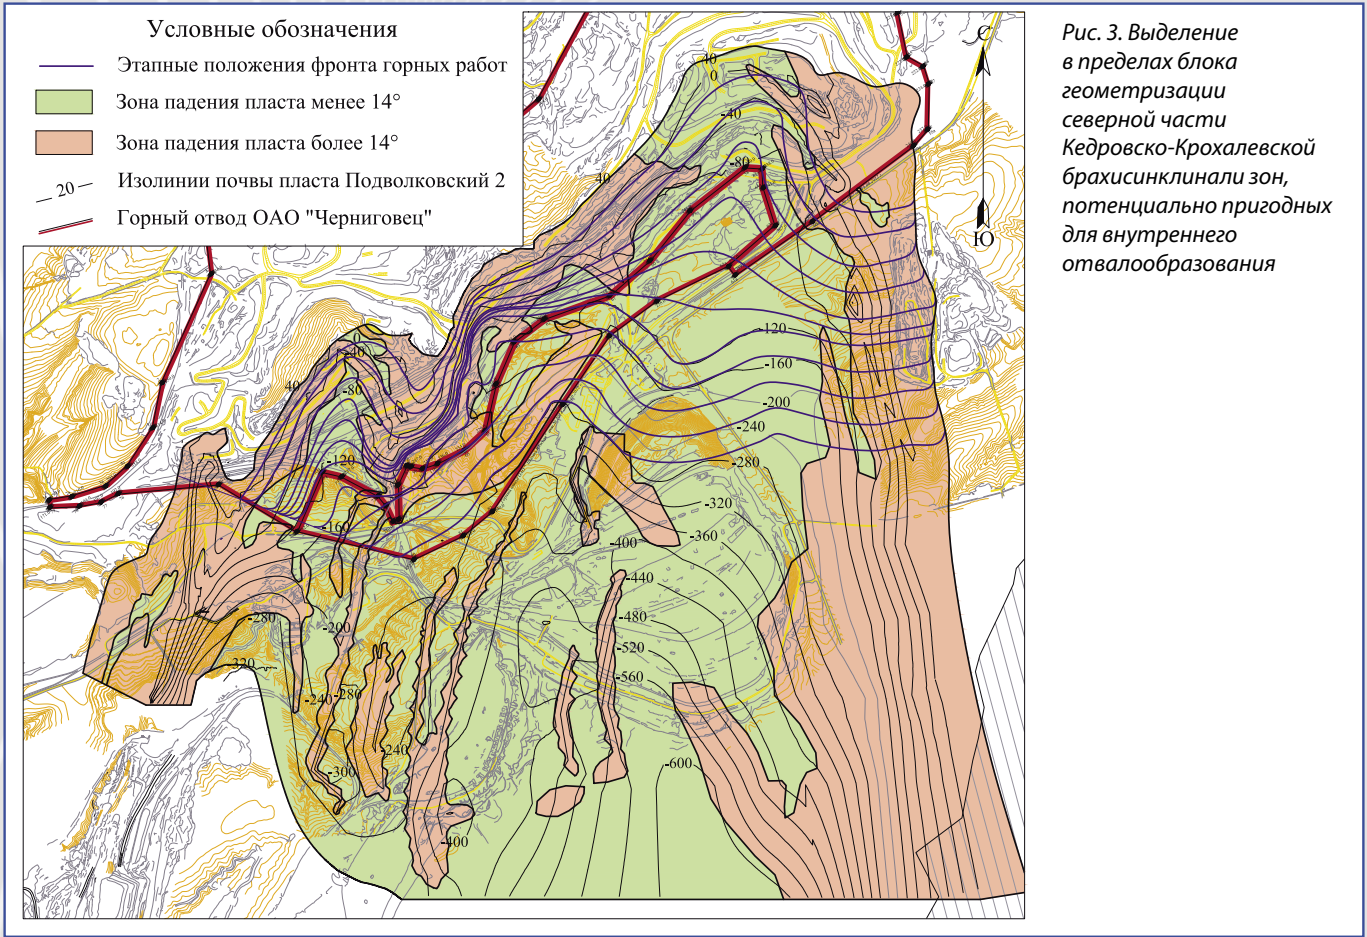 Условные обозначения
Этапные положения фронта горных работ
Зона падения пласта менее 14°
Зона падения пласта более 14°
20 Изолинии почвы пласта Подволковский 2
Горный отвод ОАО "Черниговец"
Рис. 3. Выделение
в пределах блока
геометризации
северной части
Кедровско-Крохалевской
брахисинклинали зон,
потенциально пригодных
для внутреннего
отвалообразования
С
Ю
40
0
-40
-80
40
-40
40
-80
-120
-160
-120
-160
-200
-240
-280
-320
-360
-400
-440
-480
-520
-560
-600
-280
-320
-200
-240
-280
-240
-300
-400